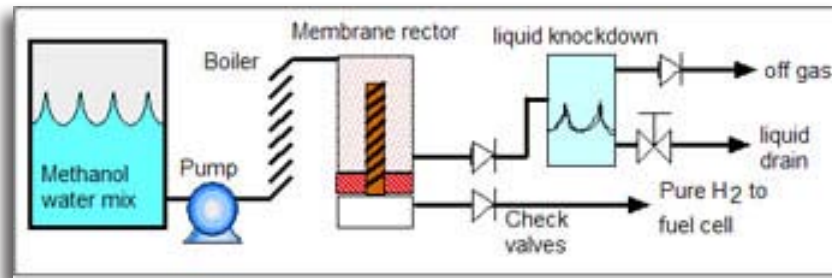 Membrane rector
liquid knockdown
Boiler
off gas
Methanol
water mix
Pump
liquid
drain
Check
valves
Pure H2 to
fuel cell